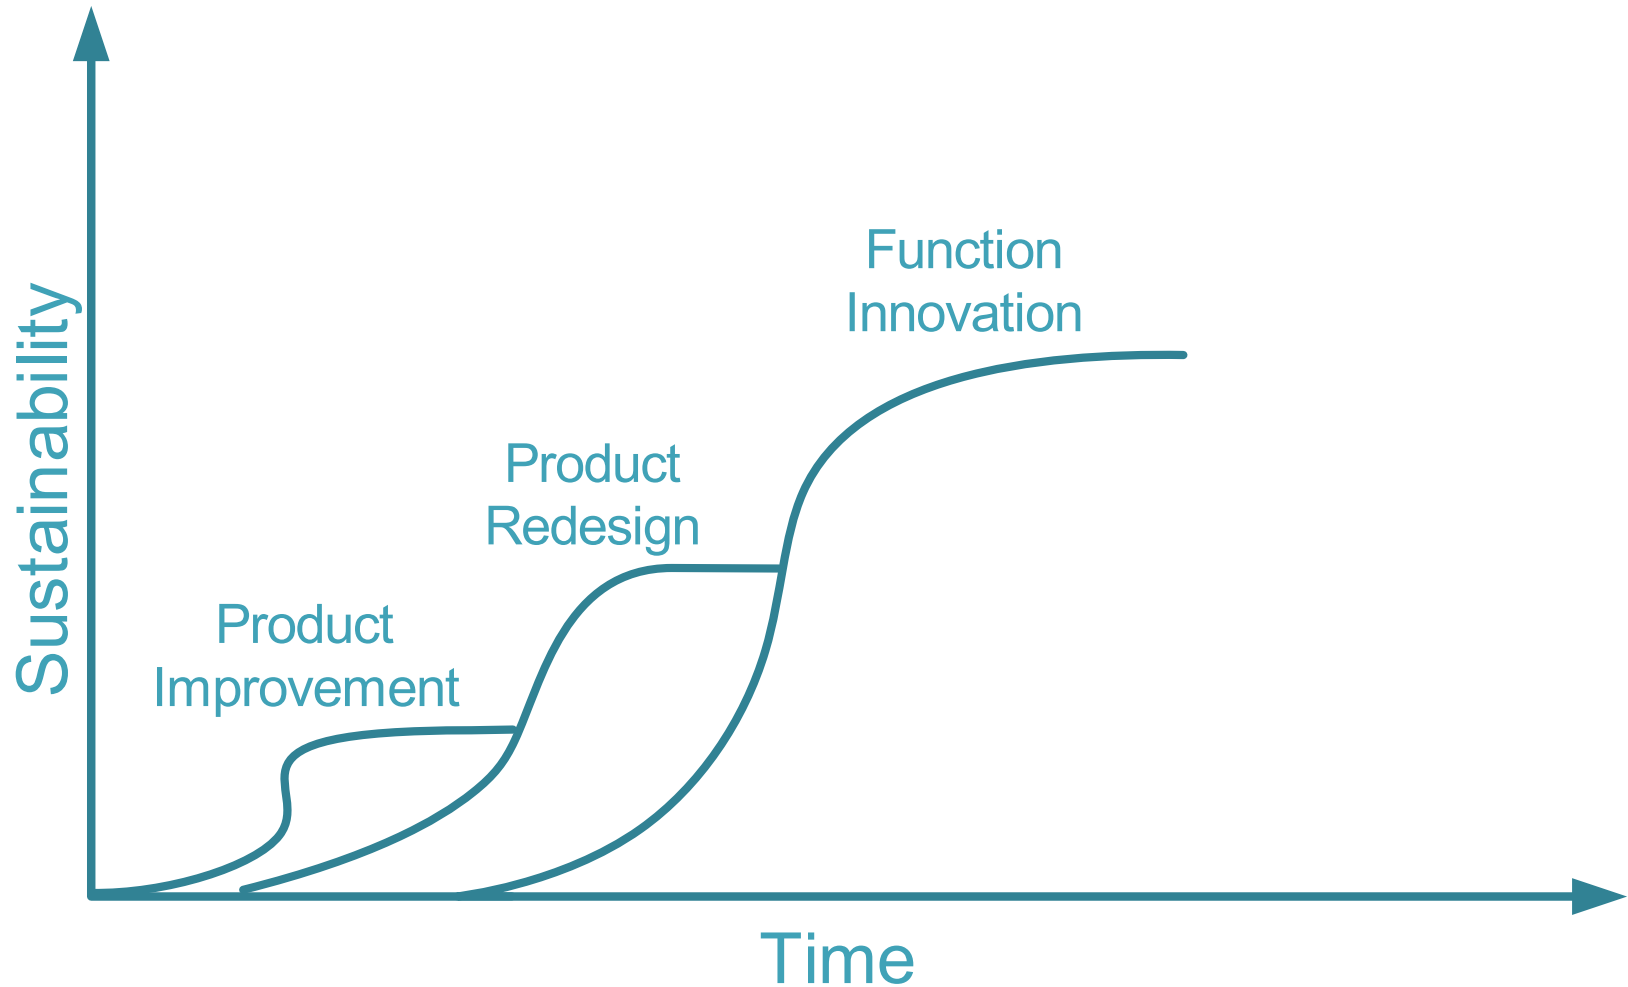 Function
Innovation
Product
Redesign
Product
Improvement
Sustainability
Time